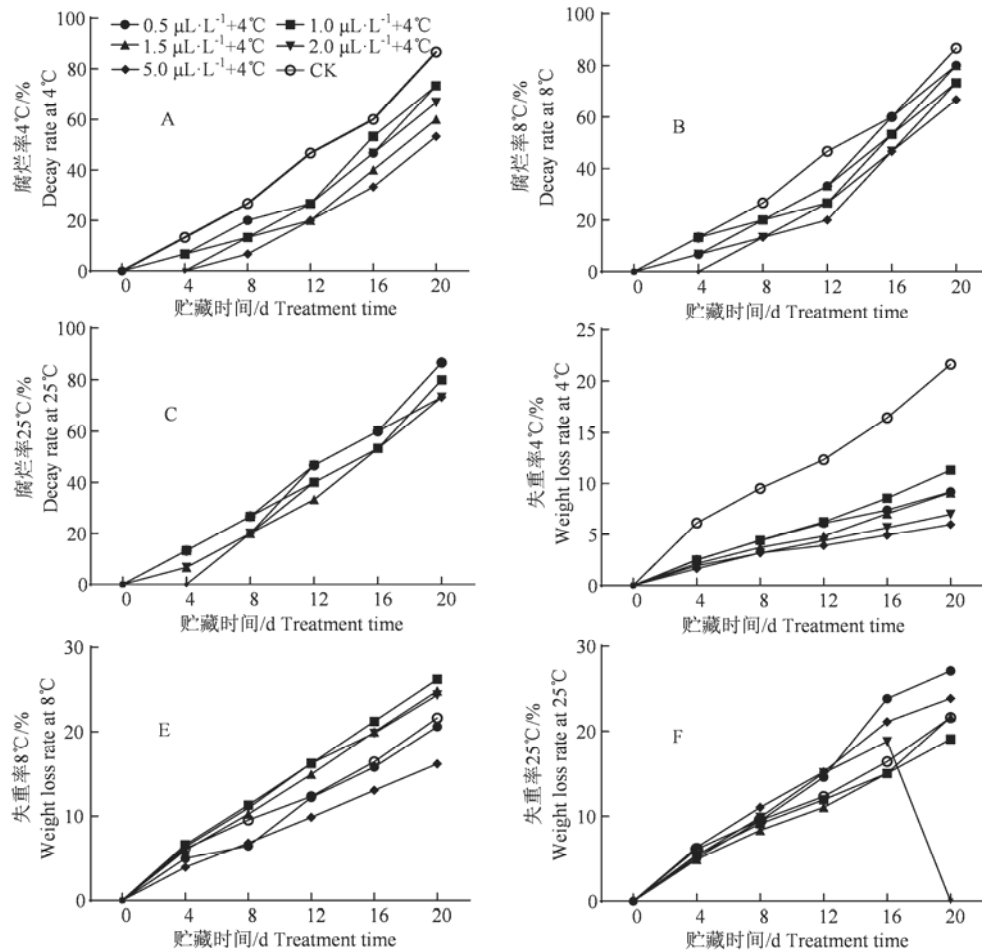 0.5 μL·L⁻¹+4℃ 1.0 μL·L⁻¹+4℃
1.5 μL·L⁻¹+4℃ 2.0 μL·L⁻¹+4℃
5.0 μL·L⁻¹+4℃ CK
A
100
80
60
40
20
0
腐烂率4℃/%
Decay rate at 4℃
0 4 8 12 16 20
贮藏时间/d Treatment time
B
100
80
60
40
20
0
腐烂率8℃/%
Decay rate at 8℃
0 4 8 12 16 20
贮藏时间/d Treatment time
C
100
80
60
40
20
0
腐烂率25℃/%
Decay rate at 25℃
0 4 8 12 16 20
贮藏时间/d Treatment time
25
20
15
10
5
0
失重率4℃/%
Weight loss rate at 4℃
0 4 8 12 16 20
贮藏时间/d Treatment time
E
30
20
10
0
失重率8℃/%
Weight loss rate at 8℃
0 4 8 12 16 20
贮藏时间/d Treatment time
F
30
20
10
0
失重率25℃/%
Weight loss rate at 25℃
0 4 8 12 16 20
贮藏时间/d Treatment time